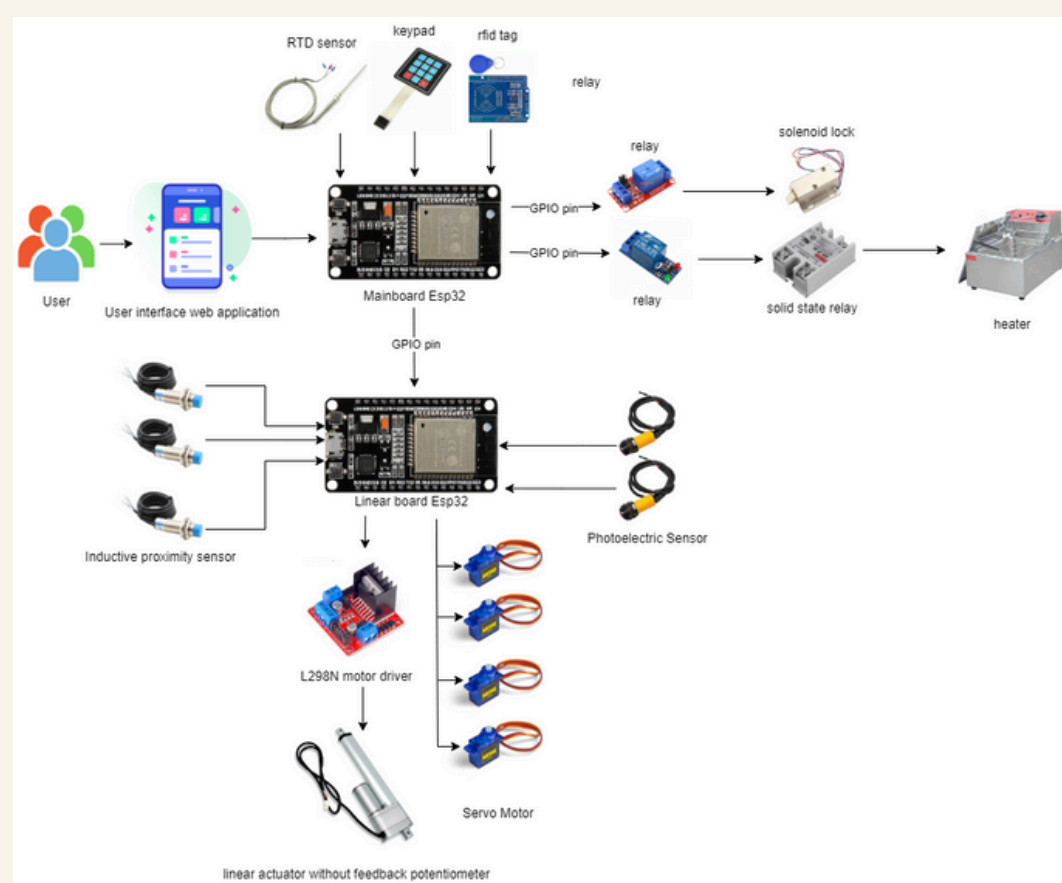 keypad
rfid tag
RTD sensor
relay
relay
solenoid lock
GPIO pin
GPIO pin
User
User interface web application
Mainboard Esp32
relay
solid state relay
heater
GPIO pin
Linear board Esp32
Inductive proximity sensor
Photoelectric Sensor
L298N motor driver
Servo Motor
linear actuator without feedback potentiometer